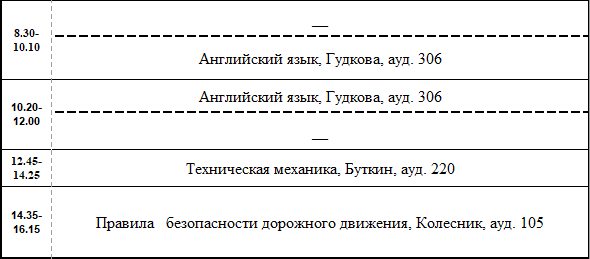 8.30-
10.10
—
Английский язык, Гудкова, ауд. 306
10.20-
12.00
Английский язык, Гудкова, ауд. 306
—
12.45-
14.25
Техническая механика, Буткин, ауд. 220
14.35-
16.15
Правила безопасности дорожного движения, Колесник, ауд. 105